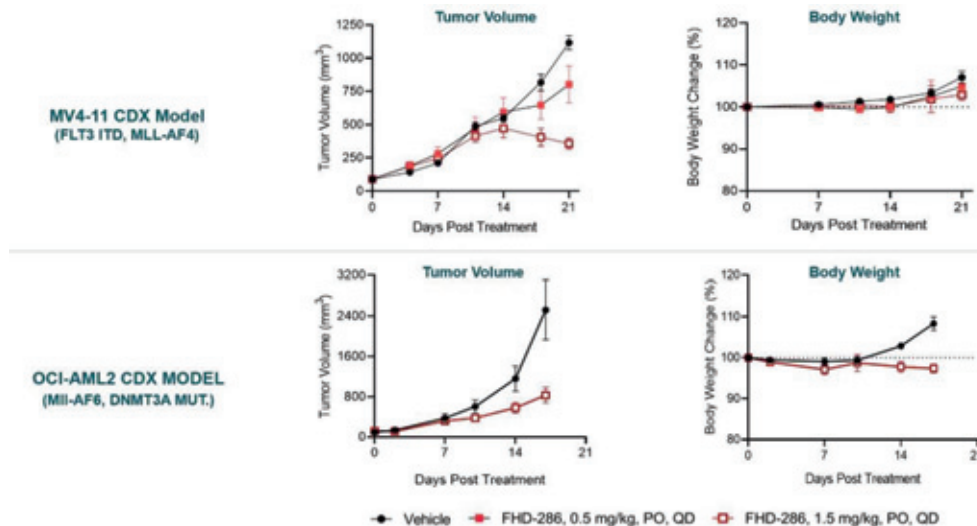 Tumor Volume
Body Weight
MV4-11 CDX Model
(FLT3 ITD, MLL-AF4)
Tumor Volume (mm³)
1250
1000
750
500
250
0
0 7 14 21
Days Post Treatment
Body Weight Change (%)
120
110
100
90
80
0 7 14 21
Days Post Treatment
Tumor Volume
Body Weight
OCI-AML2 CDX MODEL
(Mll-AF6, DNMT3A MUT.)
Tumor Volume (mm³)
3200
2400
1600
800
0
0 7 14 21
Days Post Treatment
Body Weight Change (%)
120
110
100
90
80
0 7 14 2
Days Post Treatment
Vehicle FHD-286, 0.5 mg/kg, PO, QD FHD-286, 1.5 mg/kg, PO, QD